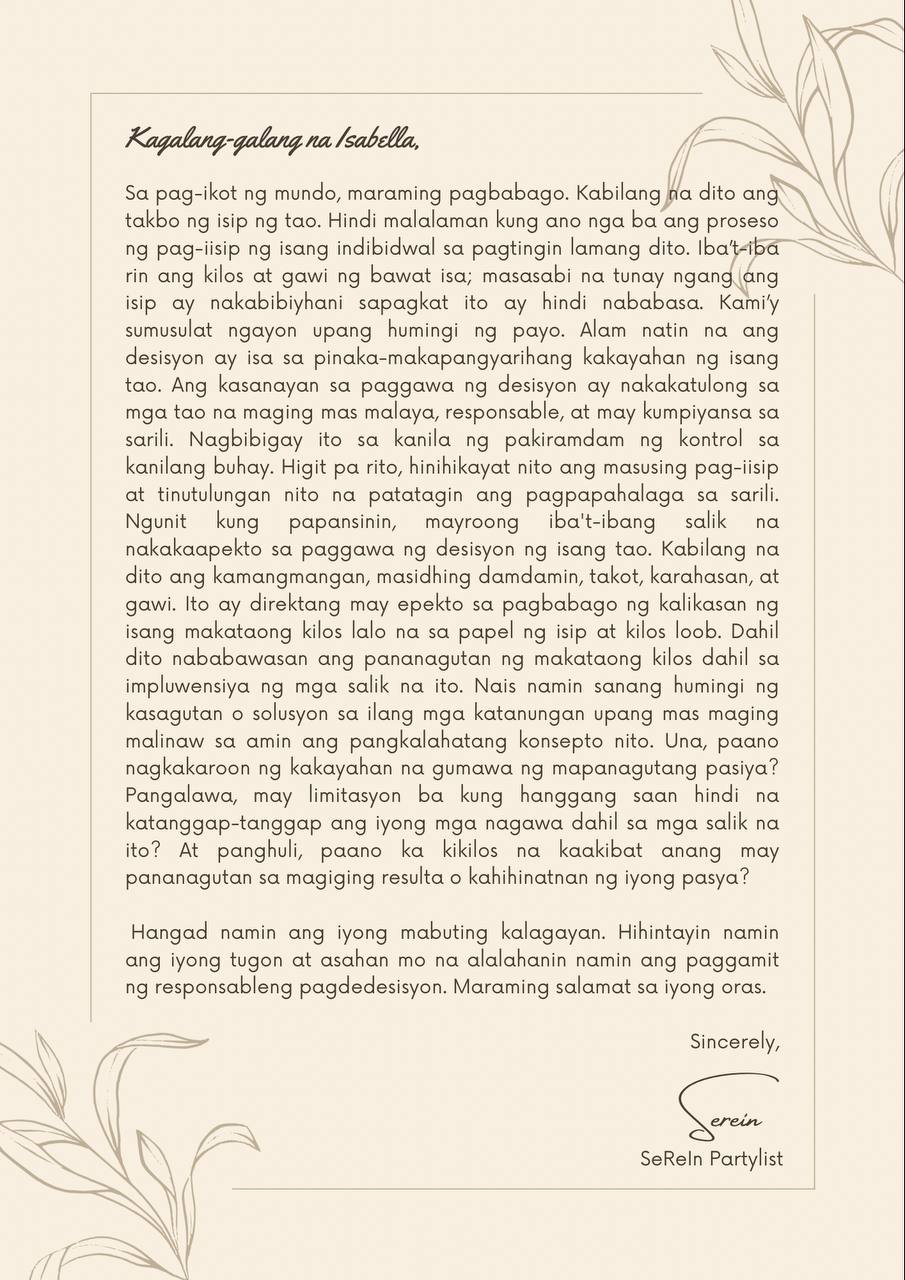 Kagalang-galang na Isabella,
Sa pag-ikot ng mundo, maraming pagbabago. Kabilang na dito ang
takbo ng isip ng tao. Hindi malalaman kung ano nga ba ang proseso
ng pag-iisip ng isang indibidwal sa pagtingin lamang dito. Iba't-iba
rin ang kilos at gawi ng bawat isa; masasabi na tunay ngang ang
isip ay nakabibiyhani sapagkat ito ay hindi nababasa. Kami'y
sumusulat ngayon upang humingi ng payo. Alam natin na ang
desisyon ay isa sa pinaka-makapangyarihang kakayahan ng isang
tao. Ang kasanayan sa paggawa ng desisyon ay nakakatulong sa
mga tao na maging mas malaya, responsable, at may kumpiyansa sa
sarili. Nagbibigay ito sa kanila ng pakiramdam ng kontrol sa
kanilang buhay. Higit pa rito, hinihikayat nito ang masusing pag-iisip
at tinutulungan nito na patatagin ang pagpapahalaga sa sarili.
Ngunit kung papansinin, mayroong iba't-ibang salik na
nakakaapekto sa paggawa ng desisyon ng isang tao. Kabilang na
dito ang kamangmangan, masidhing damdamin, takot, karahasan, at
gawi. Ito ay direktang may epekto sa pagbabago ng kalikasan ng
isang makataong kilos lalo na sa papel ng isip at kilos loob. Dahil
dito nababawasan ang pananagutan ng makataong kilos dahil sa
impluwensiya ng mga salik na ito. Nais namin sanang humingi ng
kasagutan o solusyon sa ilang mga katanungan upang mas maging
malinaw sa amin ang pangkalahatang konsepto nito. Una, paano
nagkakaroon ng kakayahan na gumawa ng mapanagutang pasiya?
Pangalawa, may limitasyon ba kung hanggang saan hindi na
katanggap-tanggap ang iyong mga nagawa dahil sa mga salik na
ito? At panghuli, paano ka kikilos na kaakibat anang may
pananagutan sa magiging resulta o kahihinatnan ng iyong pasya?
Hangad namin ang iyong mabuting kalagayan. Hihintayin namin
ang iyong tugon at asahan mo na alalahanin namin ang paggamit
ng responsableng pagdedesisyon. Maraming salamat sa iyong oras.
Sincerely,
Serein
SeReIn Partylist